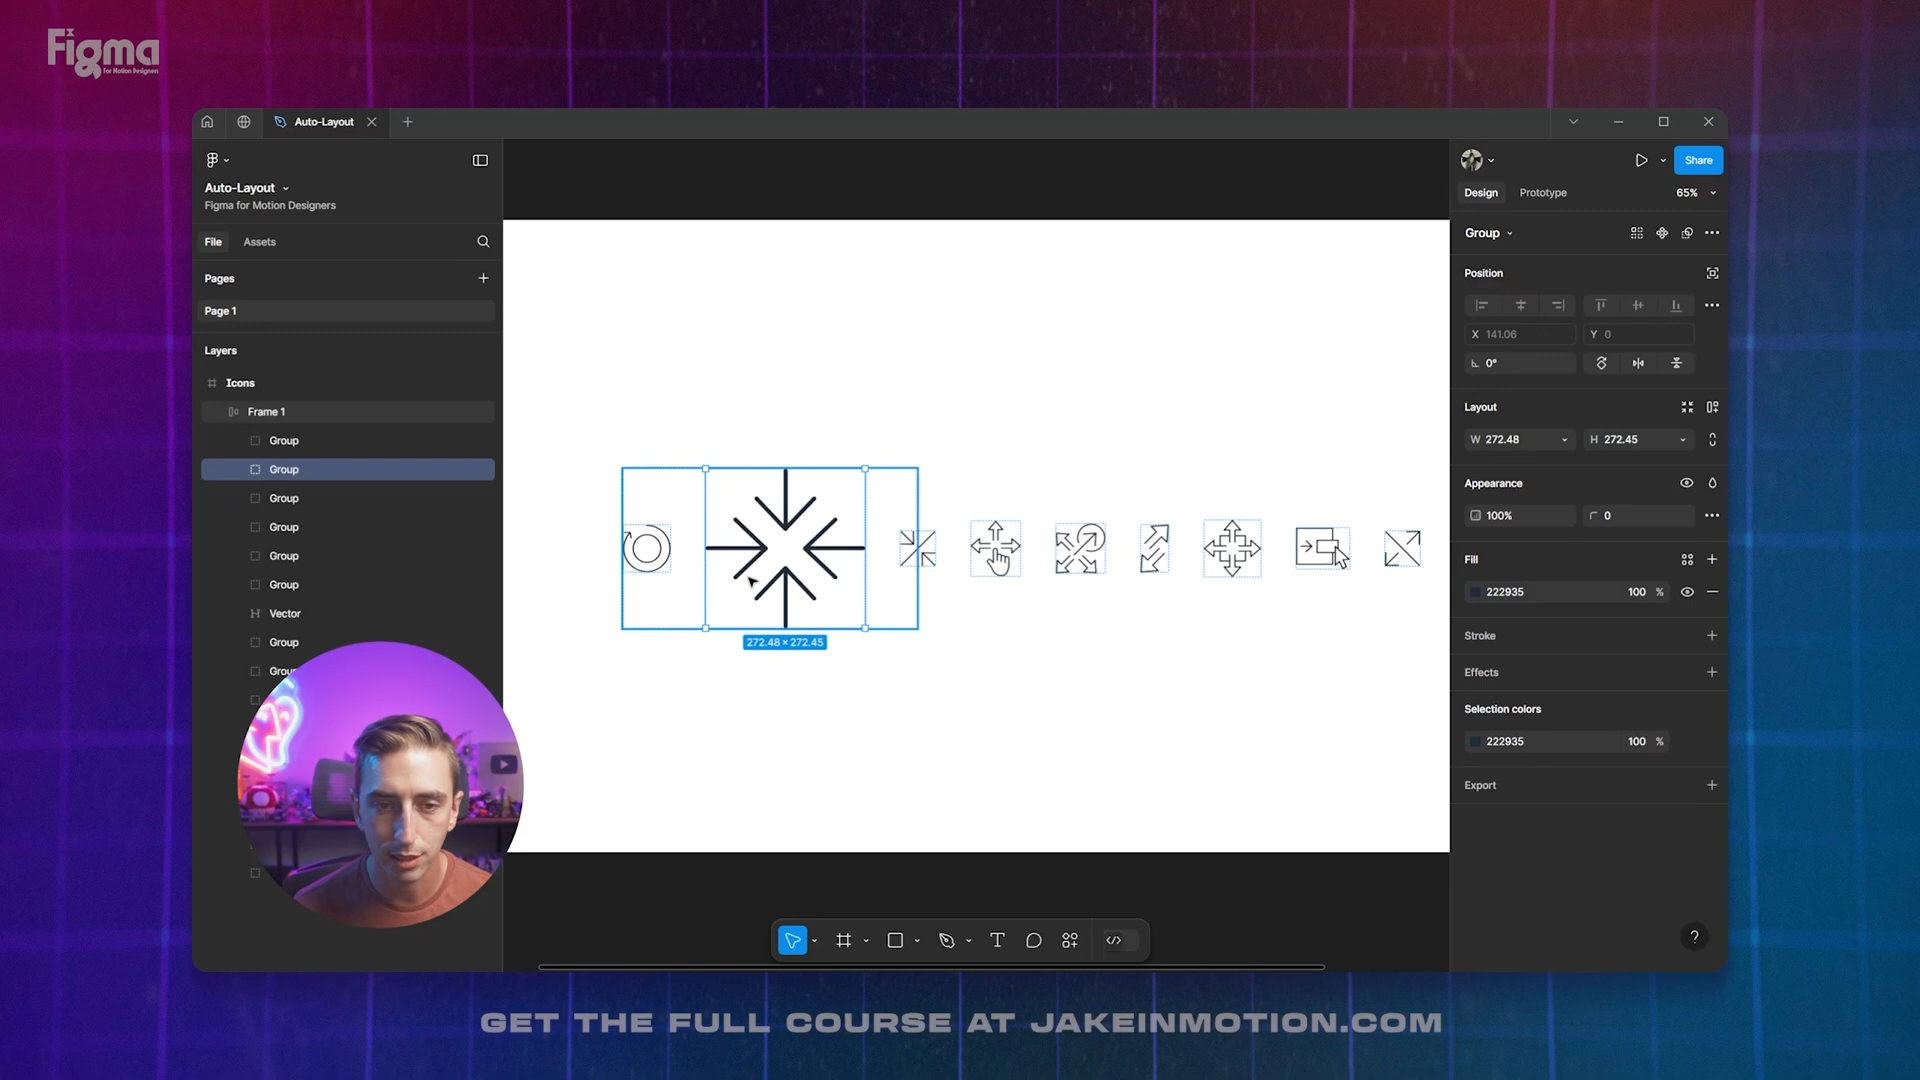 Figma
for Motion Designers
Auto-Layout
Auto-Layout
Figma for Motion Designers
File
Assets
Pages
Page 1
Layers
Icons
Frame 1
Group
Group
Group
Group
Group
Group
Vector
Group
Group
272.48 × 272.45
Share
Design
Prototype
65%
Group
Position
X 141.06
Y 0
0°
Layout
W 272.48
H 272.45
Appearance
100%
0
Fill
222935
100 %
Stroke
Effects
Selection colors
222935
100 %
Export
?
GET THE FULL COURSE AT JAKEINMOTION.COM